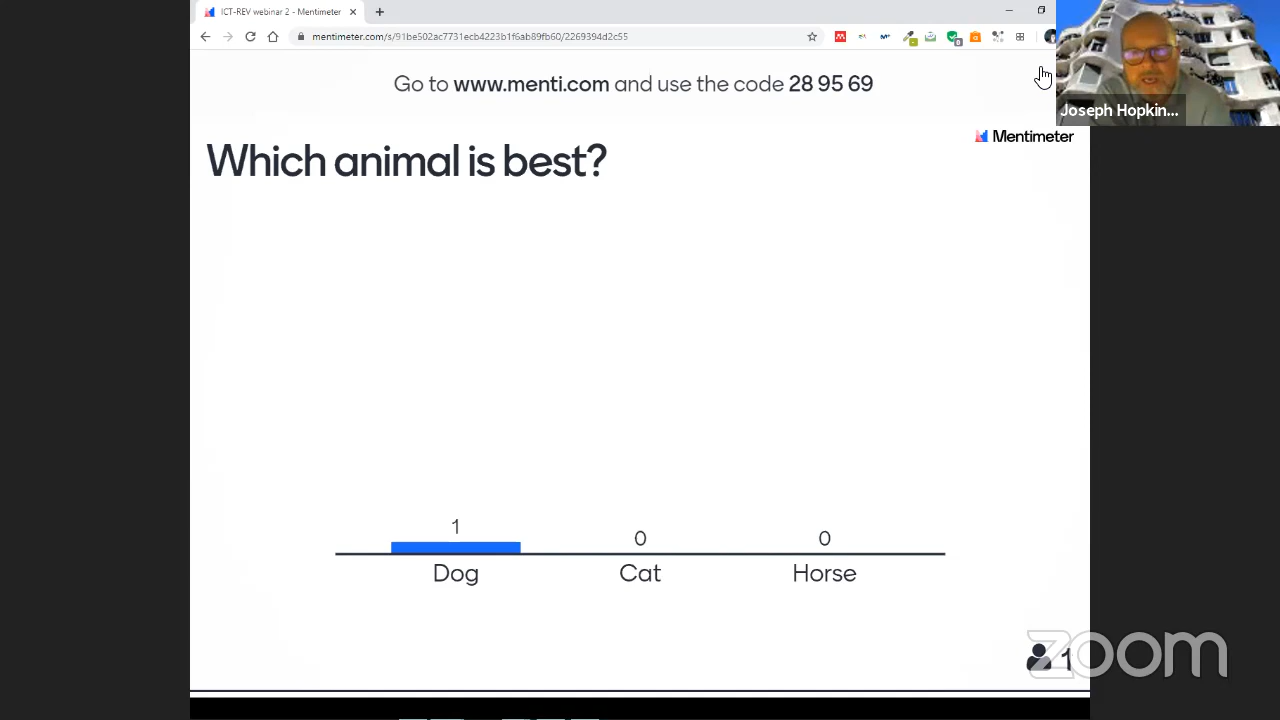 ICT-REV webinar 2 - Mentimeter
mentimeter.com/s/91be502ac7731ecb4223b1f6ab89fb60/2269394d2c55
Go to www.menti.com and use the code 28 95 69
Joseph Hopkin...
Mentimeter
Which animal is best?
1
0
0
Dog
Cat
Horse
1
zoom